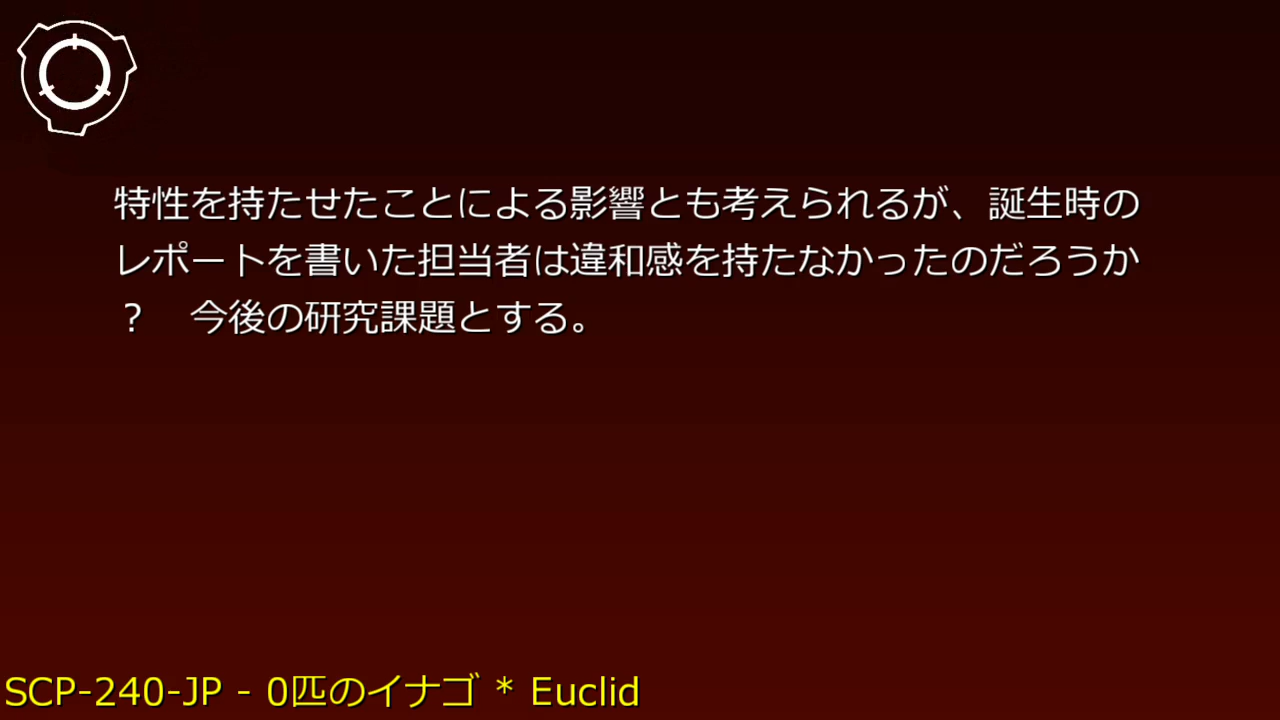 特性を持たせたことによる影響とも考えられるが、誕生時の
レポートを書いた担当者は違和感を持たなかったのだろうか
？　今後の研究課題とする。
SCP-240-JP - 0匹のイナゴ * Euclid